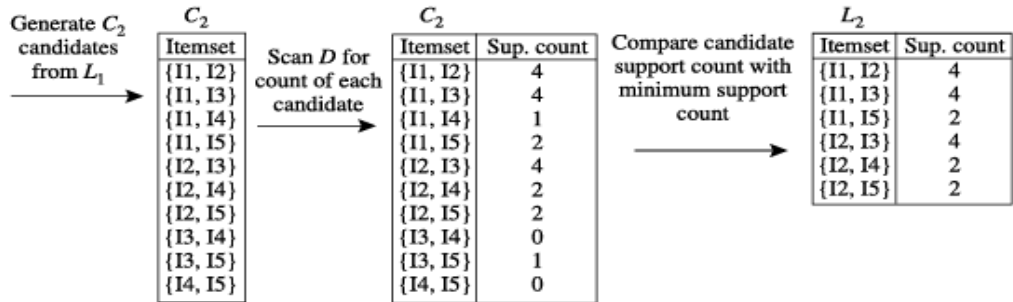 Generate C2
candidates
from L1
C2
Itemset
{I1, I2}
{I1, I3}
{I1, I4}
{I1, I5}
{I2, I3}
{I2, I4}
{I2, I5}
{I3, I4}
{I3, I5}
{I4, I5}
Scan D for
count of each
candidate
C2
Itemset Sup. count
{I1, I2} 4
{I1, I3} 4
{I1, I4} 1
{I1, I5} 2
{I2, I3} 4
{I2, I4} 2
{I2, I5} 2
{I3, I4} 0
{I3, I5} 1
{I4, I5} 0
Compare candidate
support count with
minimum support
count
L2
Itemset Sup. count
{I1, I2} 4
{I1, I3} 4
{I1, I5} 2
{I2, I3} 4
{I2, I4} 2
{I2, I5} 2